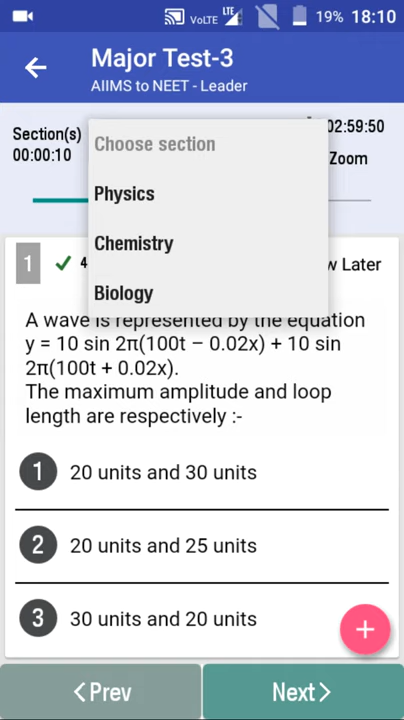 VoLTE LTE 19% 18:10
Major Test-3
AIIMS to NEET - Leader
Section(s) 02:59:50
00:00:10 Zoom
Choose section
Physics
Chemistry
Biology
1 4 Later
A wave is represented by the equation
y = 10 sin 2π(100t – 0.02x) + 10 sin
2π(100t + 0.02x).
The maximum amplitude and loop
length are respectively :-
1 20 units and 30 units
2 20 units and 25 units
3 30 units and 20 units
+
<Prev Next>